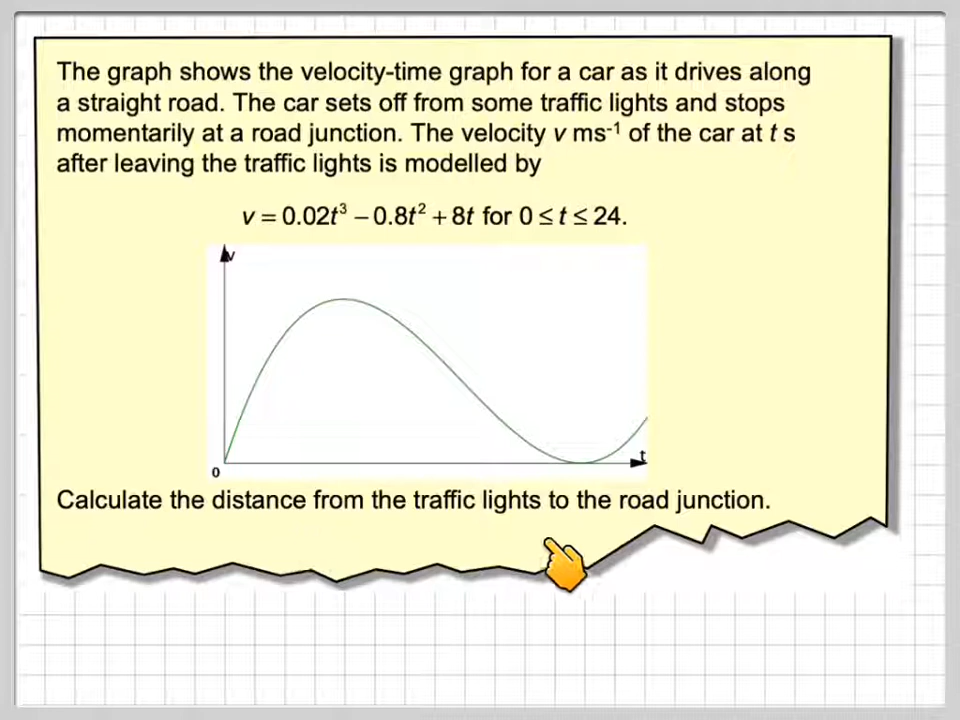 The graph shows the velocity-time graph for a car as it drives along
a straight road. The car sets off from some traffic lights and stops
momentarily at a road junction. The velocity v ms⁻¹ of the car at t s
after leaving the traffic lights is modelled by
v = 0.02t³ – 0.8t² + 8t for 0 ≤ t ≤ 24.
v
t
0
Calculate the distance from the traffic lights to the road junction.